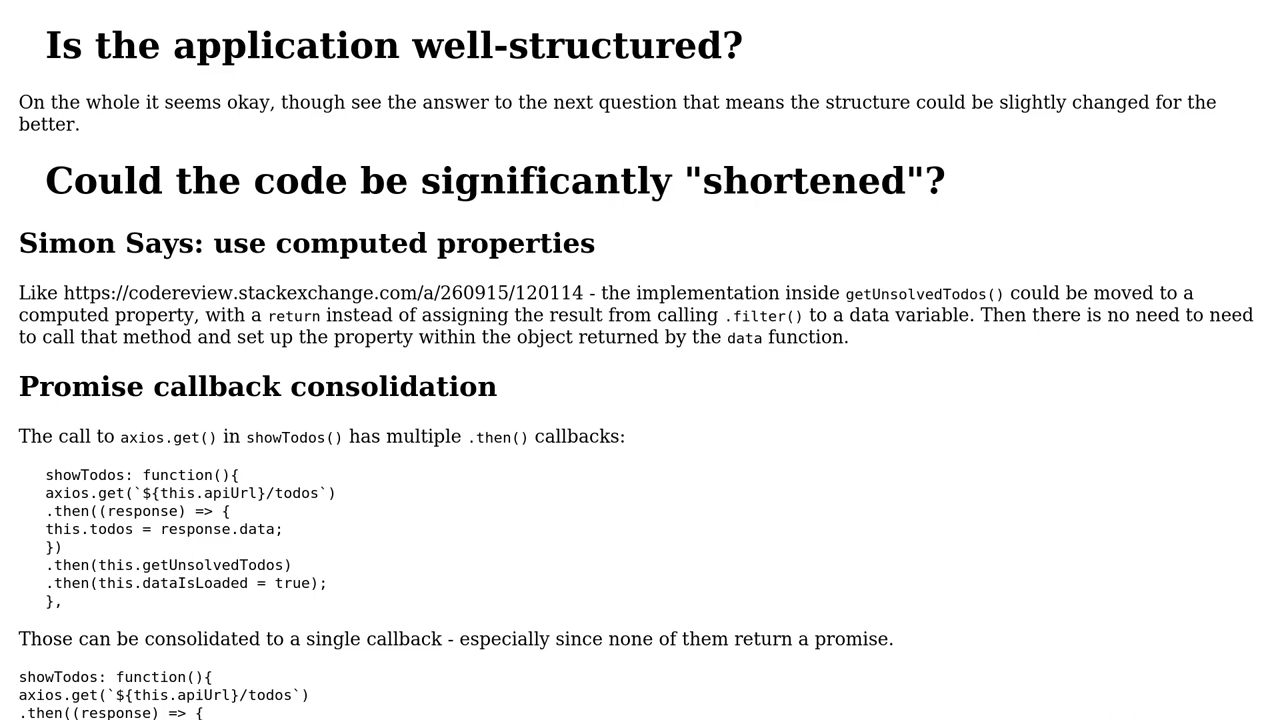 Is the application well-structured?
On the whole it seems okay, though see the answer to the next question that means the structure could be slightly changed for the
better.
Could the code be significantly "shortened"?
Simon Says: use computed properties
Like https://codereview.stackexchange.com/a/260915/120114 - the implementation inside getUnsolvedTodos() could be moved to a
computed property, with a return instead of assigning the result from calling .filter() to a data variable. Then there is no need to need
to call that method and set up the property within the object returned by the data function.
Promise callback consolidation
The call to axios.get() in showTodos() has multiple .then() callbacks:
showTodos: function(){
axios.get(`${this.apiUrl}/todos`)
.then((response) => {
this.todos = response.data;
})
.then(this.getUnsolvedTodos)
.then(this.dataIsLoaded = true);
},
Those can be consolidated to a single callback - especially since none of them return a promise.
showTodos: function(){
axios.get(`${this.apiUrl}/todos`)
.then((response) => {